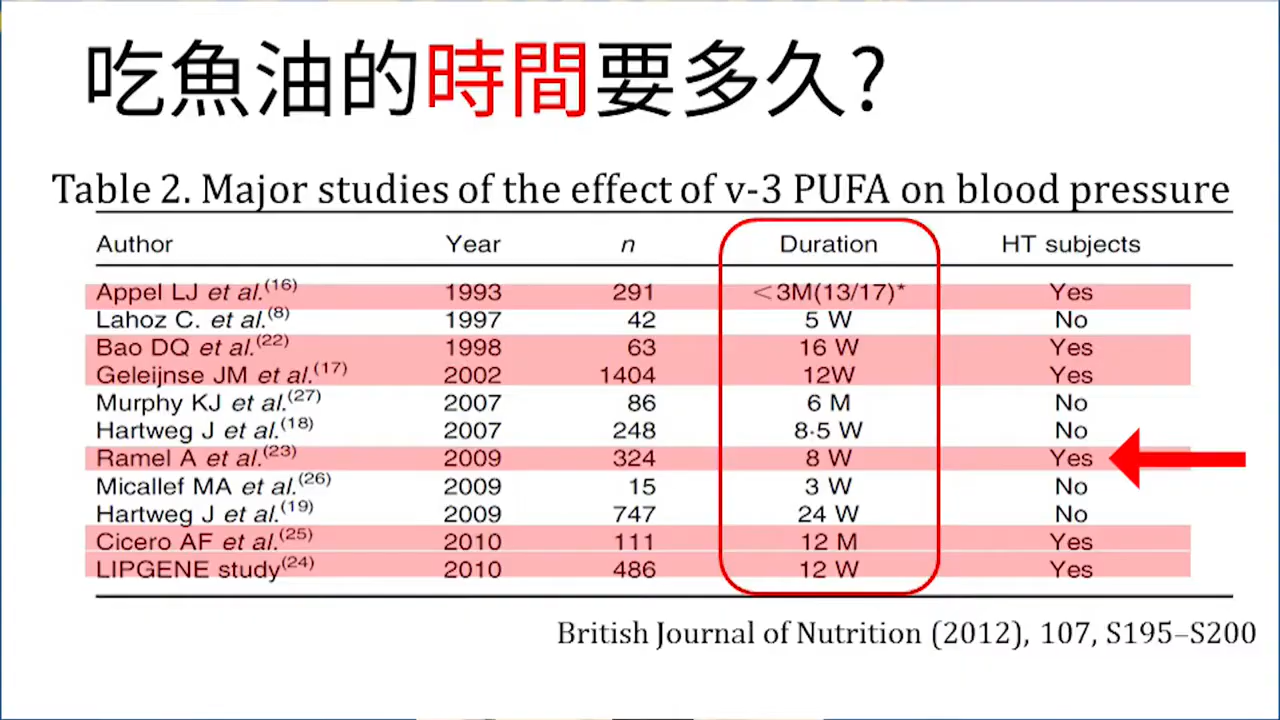 吃魚油的時間要多久?
Table 2. Major studies of the effect of v-3 PUFA on blood pressure
Author Year n Duration HT subjects
Appel LJ et al.(16) 1993 291 <3M(13/17)* Yes
Lahoz C. et al.(8) 1997 42 5 W No
Bao DQ et al.(22) 1998 63 16 W Yes
Geleijnse JM et al.(17) 2002 1404 12W Yes
Murphy KJ et al.(27) 2007 86 6 M No
Hartweg J et al.(18) 2007 248 8·5 W No
Ramel A et al.(23) 2009 324 8 W Yes
Micallef MA et al.(26) 2009 15 3 W No
Hartweg J et al.(19) 2009 747 24 W No
Cicero AF et al.(25) 2010 111 12 M Yes
LIPGENE study(24) 2010 486 12 W Yes
British Journal of Nutrition (2012), 107, S195–S200